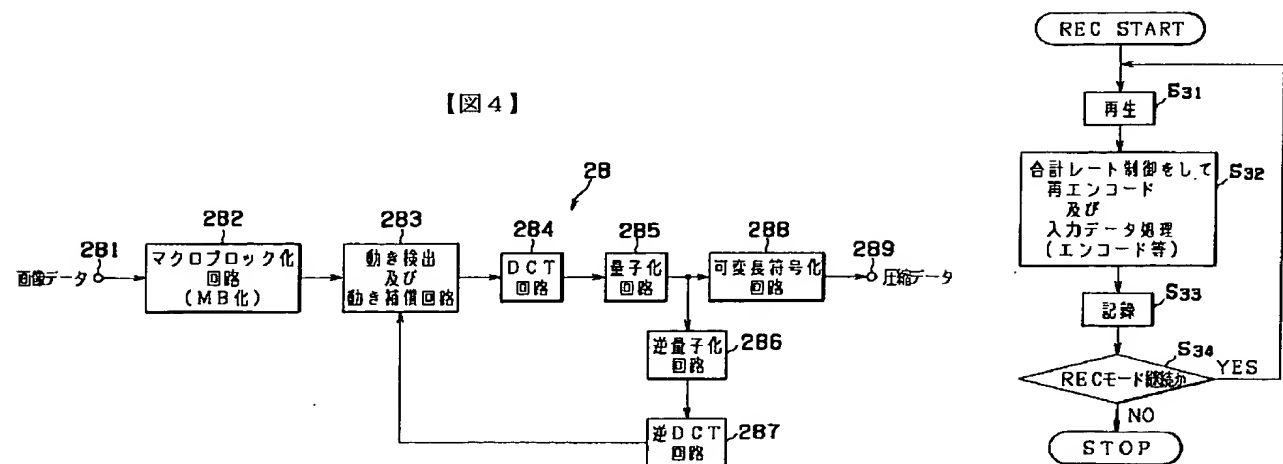 【図4】
28
281
画像データ
282
マクロブロック化
回路
(MB化)
283
動き検出
及び
動き補償回路
284
DCT
回路
285
量子化
回路
288
可変長符号化
回路
289
圧縮データ
逆量子化
回路
286
逆DCT
回路
287
REC START
再生
S31
合計レート制御をして
再エンコード
及び
入力データ処理
(エンコード等)
S32
記録
S33
RECモード継続か
S34
YES
NO
STOP